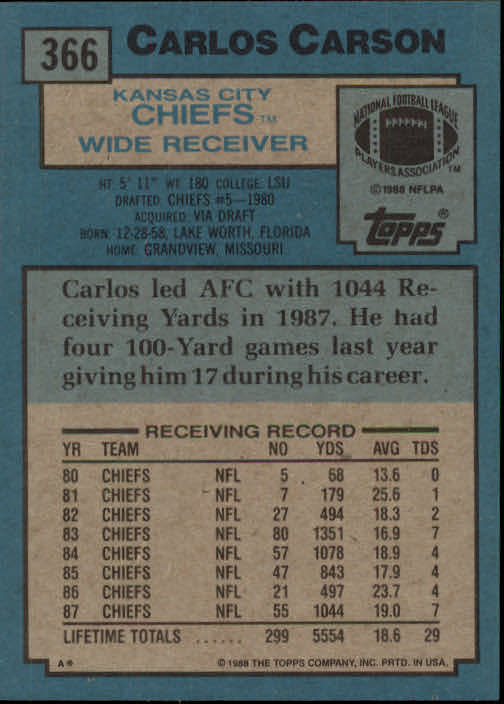 366
CARLOS CARSON
KANSAS CITY
CHIEFS™
WIDE RECEIVER
NATIONAL FOOTBALL LEAGUE
PLAYERS ASSOCIATION™
©1988 NFLPA
TOPPS®
HT: 5' 11" WT: 180 COLLEGE: LSU
DRAFTED: CHIEFS #5—1980
ACQUIRED: VIA DRAFT
BORN: 12-28-58, LAKE WORTH, FLORIDA
HOME: GRANDVIEW, MISSOURI
Carlos led AFC with 1044 Re-
ceiving Yards in 1987. He had
four 100-Yard games last year
giving him 17 during his career.
RECEIVING RECORD
YR TEAM NO YDS AVG TDS
80 CHIEFS NFL 5 68 13.6 0
81 CHIEFS NFL 7 179 25.6 1
82 CHIEFS NFL 27 494 18.3 2
83 CHIEFS NFL 80 1351 16.9 7
84 CHIEFS NFL 57 1078 18.9 4
85 CHIEFS NFL 47 843 17.9 4
86 CHIEFS NFL 21 497 23.7 4
87 CHIEFS NFL 55 1044 19.0 7
LIFETIME TOTALS ...... 299 5554 18.6 29
A* ©1988 THE TOPPS COMPANY, INC. PRTD. IN USA.